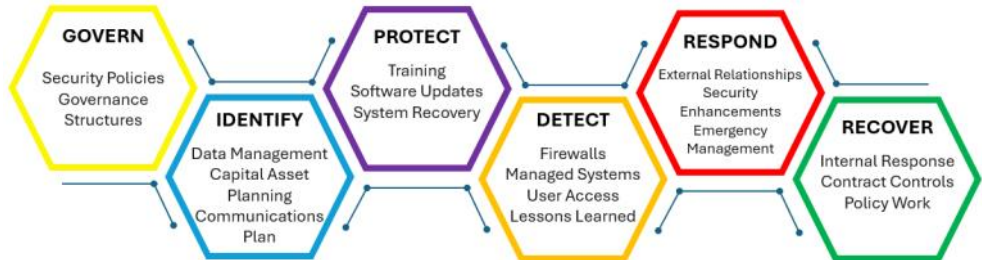 GOVERN
Security Policies
Governance
Structures
IDENTIFY
Data Management
Capital Asset
Planning
Communications
Plan
PROTECT
Training
Software Updates
System Recovery
DETECT
Firewalls
Managed Systems
User Access
Lessons Learned
RESPOND
External Relationships
Security
Enhancements
Emergency
Management
RECOVER
Internal Response
Contract Controls
Policy Work